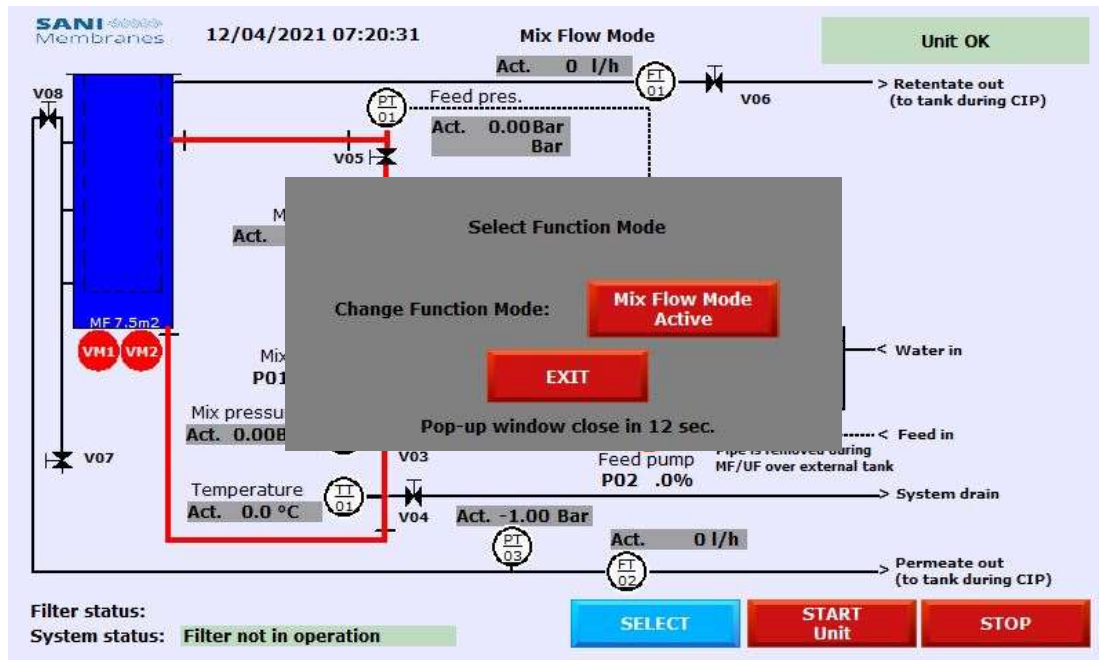 SANI
Membranes
12/04/2021 07:20:31
Mix Flow Mode
Unit OK
Act. 0 l/h
FT
01
V06
> Retentate out
(to tank during CIP)
V08
PT
01
Feed pres.
Act. 0.00Bar
Bar
V05
M
Act.
Select Function Mode
Change Function Mode:
Mix Flow Mode
Active
EXIT
Pop-up window close in 12 sec.
MF 7.5m2
VM1 VM2
Mix
P01
< Water in
Mix pressu
Act. 0.00B
V07
V03
Feed pump
P02 .0%
< Feed in
Pipe is removed during
MF/UF over external tank
Temperature
Act. 0.0 °C
TT
01
V04
> System drain
Act. -1.00 Bar
PT
03
Act. 0 l/h
FT
02
> Permeate out
(to tank during CIP)
Filter status:
System status: Filter not in operation
SELECT
START
Unit
STOP